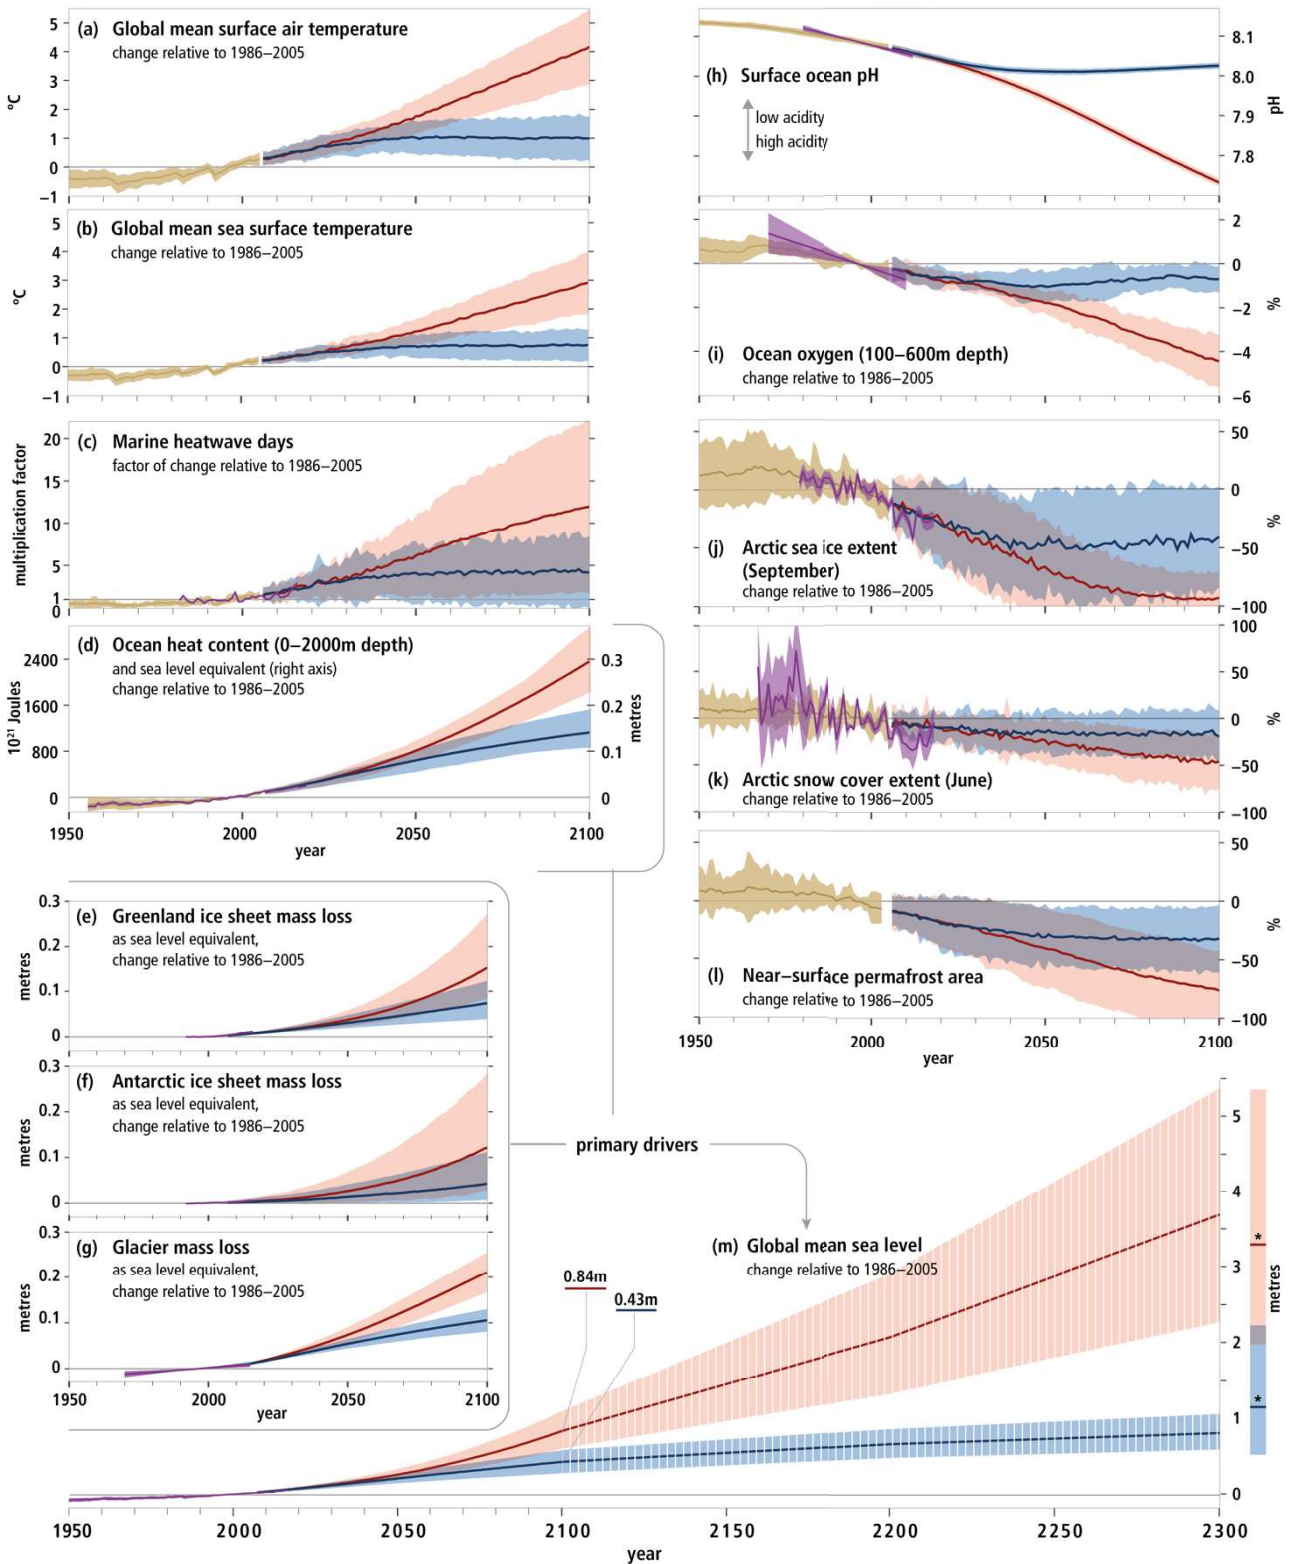 (a) Global mean surface air temperature
change relative to 1986–2005
°C
5
4
3
2
1
0
−1
(b) Global mean sea surface temperature
change relative to 1986–2005
°C
5
4
3
2
1
0
−1
(c) Marine heatwave days
factor of change relative to 1986–2005
multiplication factor
20
15
10
5
1
0
(d) Ocean heat content (0–2000m depth)
and sea level equivalent (right axis)
change relative to 1986–2005
10²¹ Joules
2400
1600
800
0
0.3
0.2
0.1
0
metres
1950 2000 2050 2100
year
(e) Greenland ice sheet mass loss
as sea level equivalent,
change relative to 1986–2005
metres
0.3
0.2
0.1
0
(f) Antarctic ice sheet mass loss
as sea level equivalent,
change relative to 1986–2005
metres
0.3
0.2
0.1
0
(g) Glacier mass loss
as sea level equivalent,
change relative to 1986–2005
metres
0.3
0.2
0.1
0
1950 2000 2050 2100
year
(h) Surface ocean pH
low acidity
high acidity
8.1
8.0
7.9
7.8
pH
(i) Ocean oxygen (100–600m depth)
change relative to 1986–2005
2
0
−2
−4
−6
%
(j) Arctic sea ice extent
(September)
change relative to 1986–2005
50
0
−50
−100
%
(k) Arctic snow cover extent (June)
change relative to 1986–2005
100
50
0
−50
−100
%
(l) Near–surface permafrost area
change relative to 1986–2005
50
0
−50
−100
%
1950 2000 2050 2100
year
primary drivers
(m) Global mean sea level
change relative to 1986–2005
0.84m
0.43m
5
4
3
2
1
0
metres
*
*
1950 2000 2050 2100 2150 2200 2250 2300
year